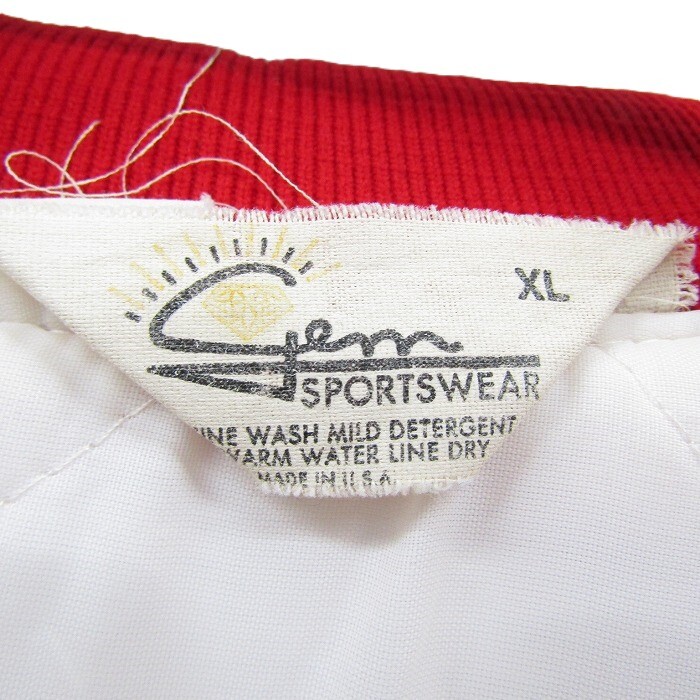 XL
Gem
SPORTSWEAR
INE WASH MILD DETERGENT
WARM WATER LINE DRY
MADE IN U.S.A.